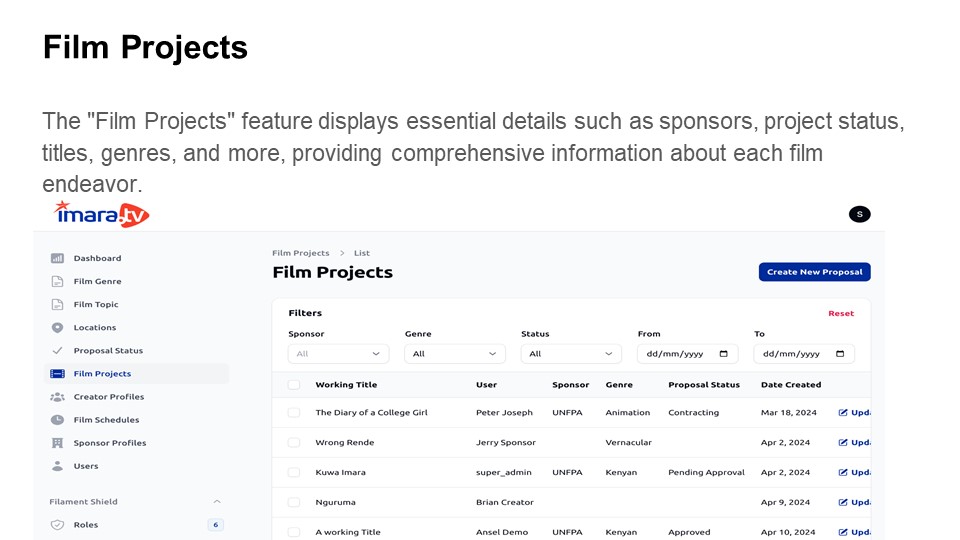 Film Projects
The "Film Projects" feature displays essential details such as sponsors, project status,
titles, genres, and more, providing comprehensive information about each film
endeavor.
imara.tv
S
Dashboard
Film Genre
Film Topic
Locations
Proposal Status
Film Projects
Creator Profiles
Film Schedules
Sponsor Profiles
Users
Filament Shield
Roles 6
Film Projects > List
Film Projects
Create New Proposal
Filters Reset
Sponsor Genre Status From To
All All All dd/mm/yyyy dd/mm/yyyy
Working Title User Sponsor Genre Proposal Status Date Created
The Diary of a College Girl Peter Joseph UNFPA Animation Contracting Mar 18, 2024 Upd
Wrong Rende Jerry Sponsor Vernacular Apr 2, 2024 Upd
Kuwa Imara super_admin UNFPA Kenyan Pending Approval Apr 2, 2024 Upd
Nguruma Brian Creator Apr 9, 2024 Upd
A working Title Ansel Demo UNFPA Kenyan Approved Apr 10, 2024 Upd